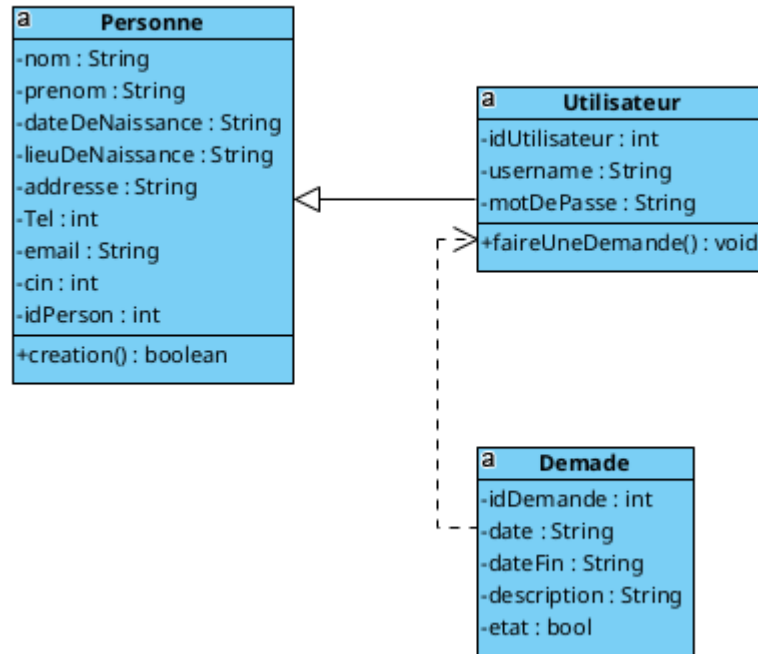 a
Personne
-nom : String
-prenom : String
-dateDeNaissance : String
-lieuDeNaissance : String
-addresse : String
-Tel : int
-email : String
-cin : int
-idPerson : int
+creation() : boolean
a
Utilisateur
-idUtilisateur : int
-username : String
-motDePasse : String
+faireUneDemande() : void
a
Demade
-idDemande : int
-date : String
-dateFin : String
-description : String
-etat : bool